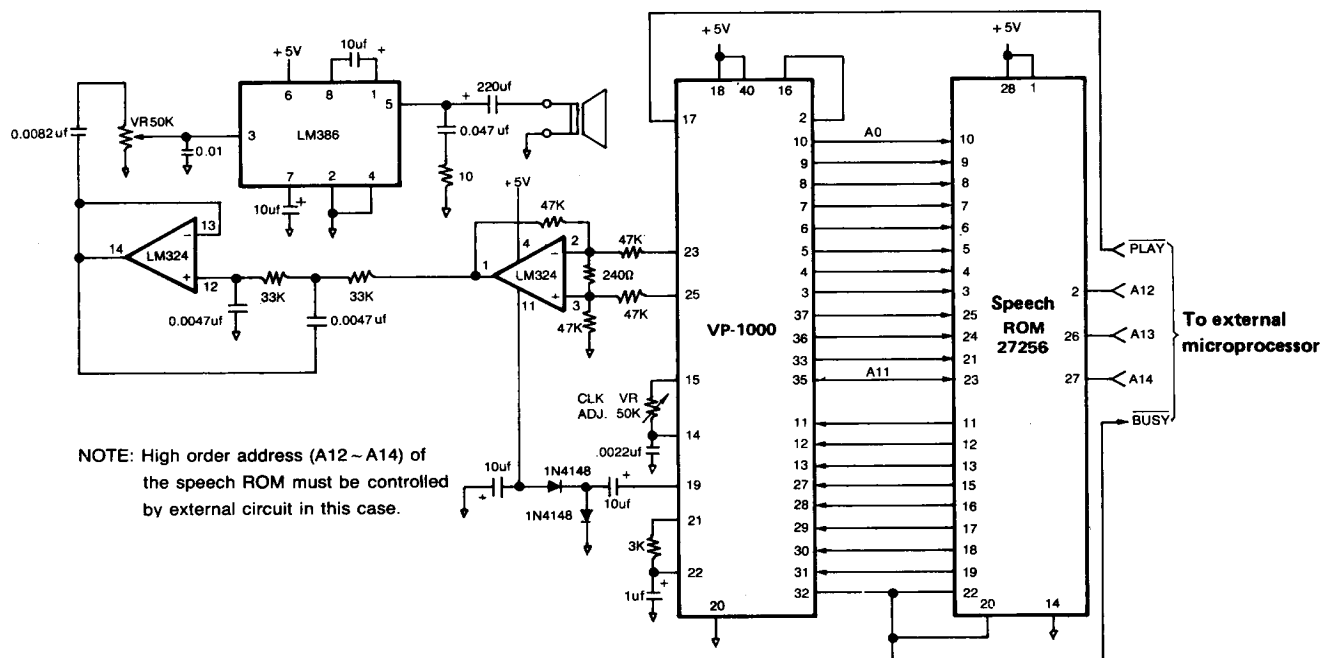 +5V
+5V
+5V
10uf
+
18
40
16
28
1
6
8
1
5
+
220uf
17
2
VR50K
LM386
0.0082uf
3
0.01
0.047uf
10
A0
10
9
9
8
8
7
7
2
4
10
7
6
6
10uf
+
+5V
47K
5
5
PLAY
13
−
47K
23
4
4
14
LM324
4
2
−
240Ω
3
3
Speech
ROM
27256
2
A12
+
12
33K
33K
1
LM324
+
3
47K
25
VP-1000
37
25
26
A13
To external
microprocessor
11
47K
36
24
0.0047uf
0.0047uf
33
21
15
35
A11
23
27
A14
CLK VR
ADJ. 50K
11
11
BUSY
14
12
12
.0022uf
13
13
NOTE: High order address (A12~A14) of
the speech ROM must be controlled
by external circuit in this case.
10uf
+
1N4148
+
10uf
19
27
15
1N4148
28
16
21
29
17
3K
30
18
22
31
19
+
1uf
32
22
20
20
14